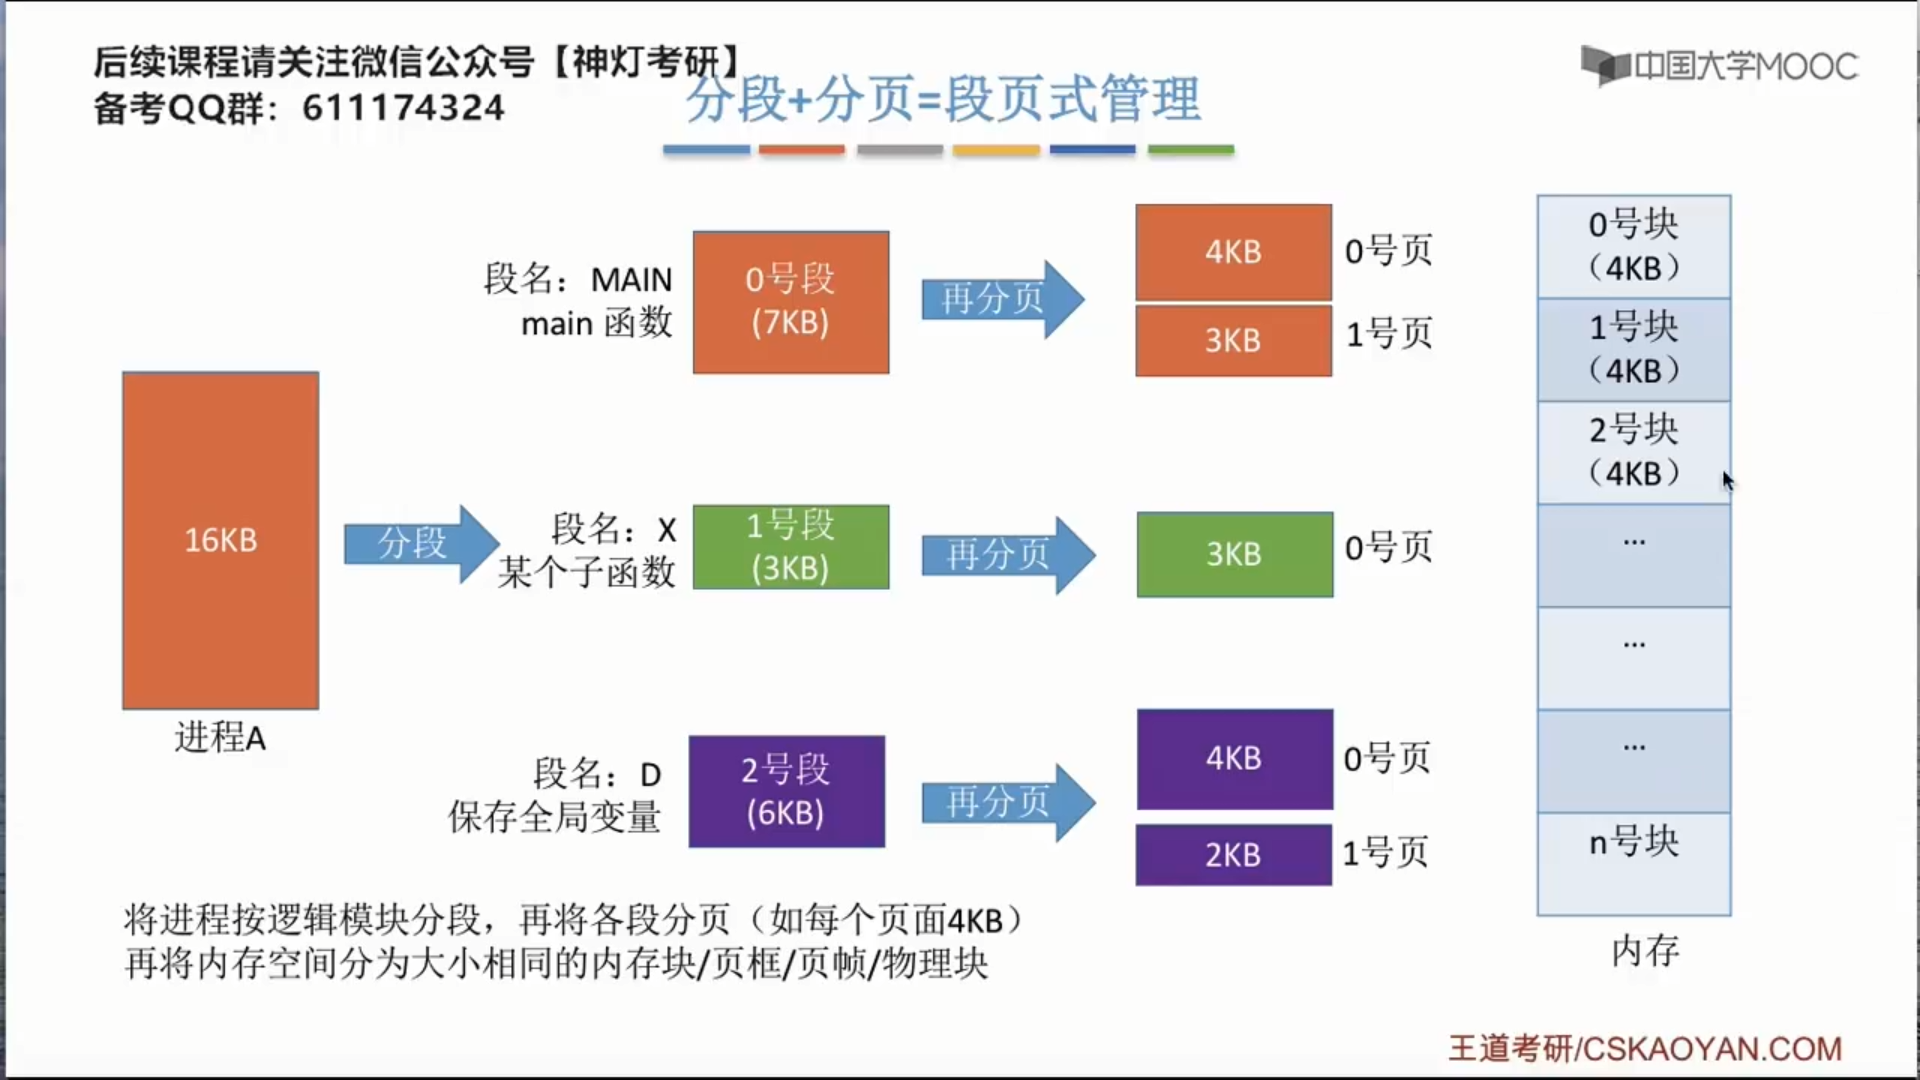 后续课程请关注微信公众号【神灯考研】
备考QQ群：611174324
中国大学MOOC
分段+分页=段页式管理
段名：MAIN
main 函数
0号段
(7KB)
再分页
4KB
0号页
3KB
1号页
16KB
进程A
分段
段名：X
某个子函数
1号段
(3KB)
再分页
3KB
0号页
段名：D
保存全局变量
2号段
(6KB)
再分页
4KB
0号页
2KB
1号页
0号块
（4KB）
1号块
（4KB）
2号块
（4KB）
...
...
...
n号块
内存
将进程按逻辑模块分段，再将各段分页（如每个页面4KB）
再将内存空间分为大小相同的内存块/页框/页帧/物理块
王道考研/CSKAOYAN.COM